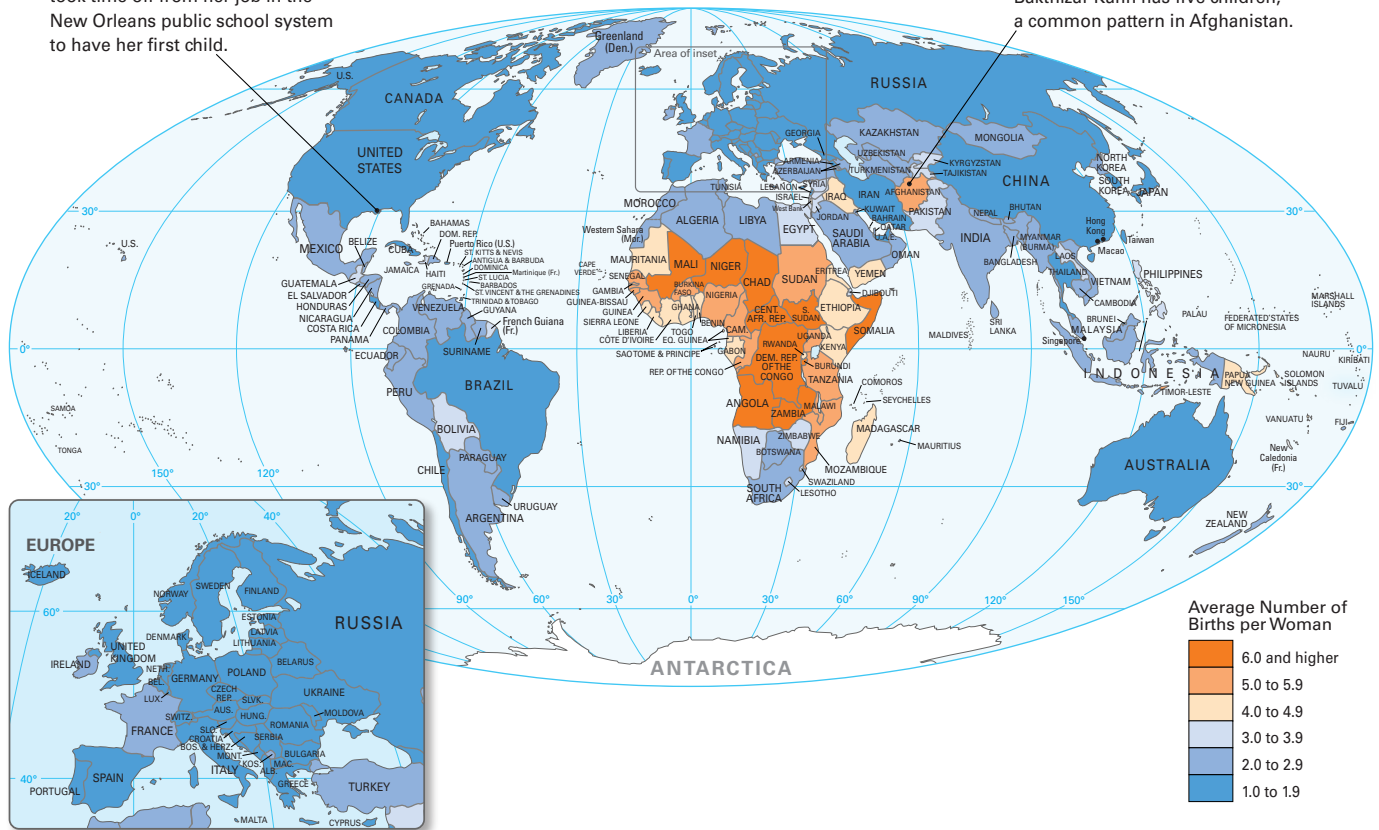 took time off from her job in the
New Orleans public school system
to have her first child.
Bakhtizar Kahn has five children,
a common pattern in Afghanistan.
Greenland
(Den.)
Area of inset
U.S.
CANADA
RUSSIA
UNITED
STATES
GEORGIA
KAZAKHSTAN
MONGOLIA
UZBEKISTAN
ARMENIA
AZERBAIJAN
TURKMENISTAN
KYRGYZSTAN
TAJIKISTAN
NORTH
KOREA
SOUTH
KOREA
JAPAN
CHINA
TUNISIA
LEBANON
SYRIA
ISRAEL
West Bank
IRAQ
IRAN
AFGHANISTAN
MOROCCO
ALGERIA
LIBYA
EGYPT
JORDAN
KUWAIT
BAHRAIN
QATAR
U.A.E.
SAUDI
ARABIA
OMAN
PAKISTAN
NEPAL
BHUTAN
INDIA
BANGLADESH
MYANMAR
(BURMA)
LAOS
THAILAND
VIETNAM
CAMBODIA
Hong
Kong
Macao
Taiwan
PHILIPPINES
30°
30°
U.S.
MEXICO
BELIZE
CUBA
BAHAMAS
DOM. REP.
Puerto Rico (U.S.)
ST. KITTS & NEVIS
ANTIGUA & BARBUDA
DOMINICA
Martinique (Fr.)
ST. LUCIA
BARBADOS
ST. VINCENT & THE GRENADINES
GRENADA
TRINIDAD & TOBAGO
JAMAICA
HAITI
GUATEMALA
EL SALVADOR
HONDURAS
NICARAGUA
COSTA RICA
PANAMA
VENEZUELA
GUYANA
French Guiana
(Fr.)
COLOMBIA
SURINAME
ECUADOR
PERU
BRAZIL
BOLIVIA
PARAGUAY
CHILE
URUGUAY
ARGENTINA
Western Sahara
(Mor.)
CAPE
VERDE
MAURITANIA
MALI
NIGER
CHAD
SUDAN
ERITREA
YEMEN
DJIBOUTI
SENEGAL
GAMBIA
GUINEA-BISSAU
GUINEA
SIERRA LEONE
LIBERIA
CÔTE D'IVOIRE
BURKINA
FASO
GHANA
TOGO
BENIN
NIGERIA
CAM.
EQ. GUINEA
SAO TOME & PRINCIPE
GABON
REP. OF THE CONGO
CENT.
AFR. REP.
S.
SUDAN
ETHIOPIA
SOMALIA
UGANDA
KENYA
RWANDA
BURUNDI
DEM. REP.
OF THE
CONGO
TANZANIA
COMOROS
SEYCHELLES
ANGOLA
ZAMBIA
MALAWI
MADAGASCAR
MAURITIUS
NAMIBIA
ZIMBABWE
BOTSWANA
MOZAMBIQUE
SWAZILAND
LESOTHO
SOUTH
AFRICA
MALDIVES
SRI
LANKA
BRUNEI
MALAYSIA
Singapore
INDONESIA
TIMOR-LESTE
PAPUA
NEW GUINEA
PALAU
FEDERATED STATES
OF MICRONESIA
MARSHALL
ISLANDS
NAURU
KIRIBATI
SOLOMON
ISLANDS
TUVALU
VANUATU
FIJI
New
Caledonia
(Fr.)
AUSTRALIA
NEW
ZEALAND
SAMOA
TONGA
0°
0°
150°
120°
30°
30°
90°
60°
30°
0°
30°
60°
90°
120°
150°
ANTARCTICA
EUROPE
20°
0°
20°
40°
60°
40°
ICELAND
NORWAY
SWEDEN
FINLAND
ESTONIA
LATVIA
LITHUANIA
RUSSIA
DENMARK
UNITED
KINGDOM
IRELAND
NETH.
BEL.
LUX.
GERMANY
POLAND
BELARUS
CZECH
REP.
SLVK.
UKRAINE
AUS.
HUNG.
MOLDOVA
SWITZ.
FRANCE
SLO.
CROATIA
BOS. & HERZ.
ROMANIA
SERBIA
MONT.
KOS.
MAC.
BULGARIA
ALB.
ITALY
GREECE
SPAIN
PORTUGAL
TURKEY
MALTA
CYPRUS
Average Number of
Births per Woman
6.0 and higher
5.0 to 5.9
4.0 to 4.9
3.0 to 3.9
2.0 to 2.9
1.0 to 1.9